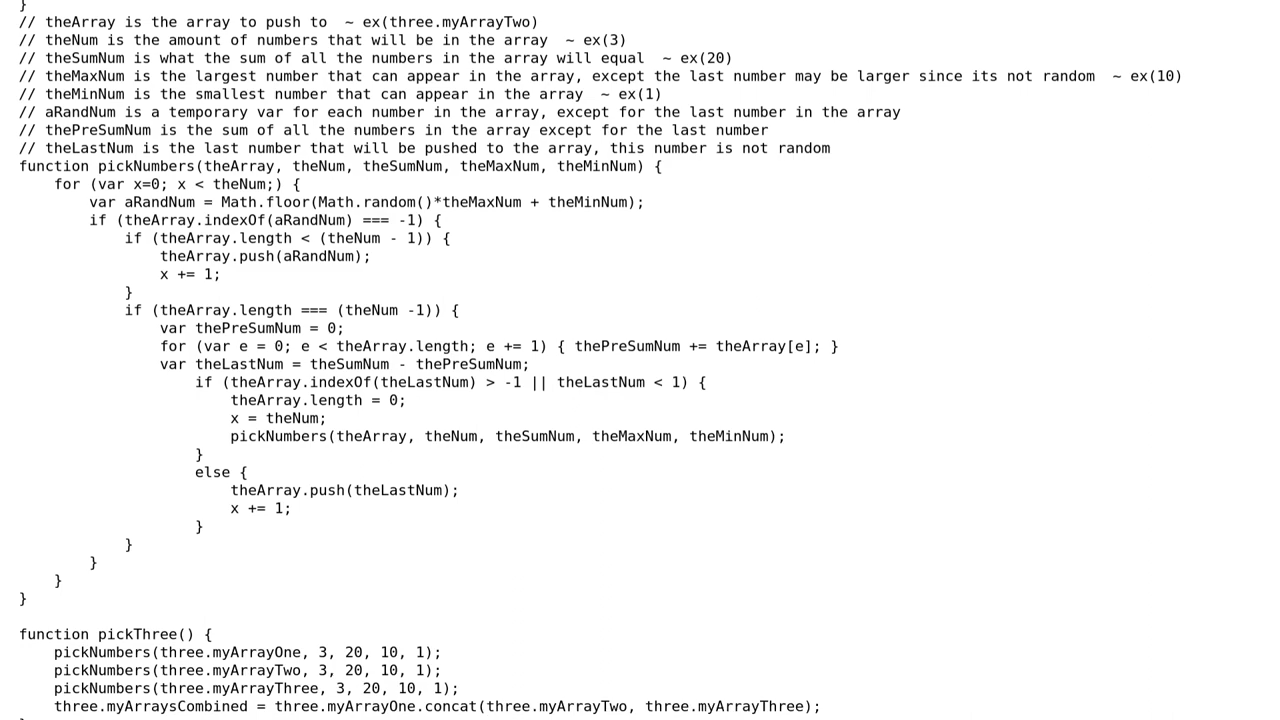 }
// theArray is the array to push to  ~ ex(three.myArrayTwo)
// theNum is the amount of numbers that will be in the array  ~ ex(3)
// theSumNum is what the sum of all the numbers in the array will equal  ~ ex(20)
// theMaxNum is the largest number that can appear in the array, except the last number may be larger since its not random  ~ ex(10)
// theMinNum is the smallest number that can appear in the array  ~ ex(1)
// aRandNum is a temporary var for each number in the array, except for the last number in the array
// thePreSumNum is the sum of all the numbers in the array except for the last number
// theLastNum is the last number that will be pushed to the array, this number is not random
function pickNumbers(theArray, theNum, theSumNum, theMaxNum, theMinNum) {
    for (var x=0; x < theNum;) {
        var aRandNum = Math.floor(Math.random()*theMaxNum + theMinNum);
        if (theArray.indexOf(aRandNum) === -1) {
            if (theArray.length < (theNum - 1)) {
                theArray.push(aRandNum);
                x += 1;
            }
            if (theArray.length === (theNum -1)) {
                var thePreSumNum = 0;
                for (var e = 0; e < theArray.length; e += 1) { thePreSumNum += theArray[e]; }
                var theLastNum = theSumNum - thePreSumNum;
                    if (theArray.indexOf(theLastNum) > -1 || theLastNum < 1) {
                        theArray.length = 0;
                        x = theNum;
                        pickNumbers(theArray, theNum, theSumNum, theMaxNum, theMinNum);
                    }
                    else {
                        theArray.push(theLastNum);
                        x += 1;
                    }
            }
        }
    }
}
function pickThree() {
    pickNumbers(three.myArrayOne, 3, 20, 10, 1);
    pickNumbers(three.myArrayTwo, 3, 20, 10, 1);
    pickNumbers(three.myArrayThree, 3, 20, 10, 1);
    three.myArraysCombined = three.myArrayOne.concat(three.myArrayTwo, three.myArrayThree);
}